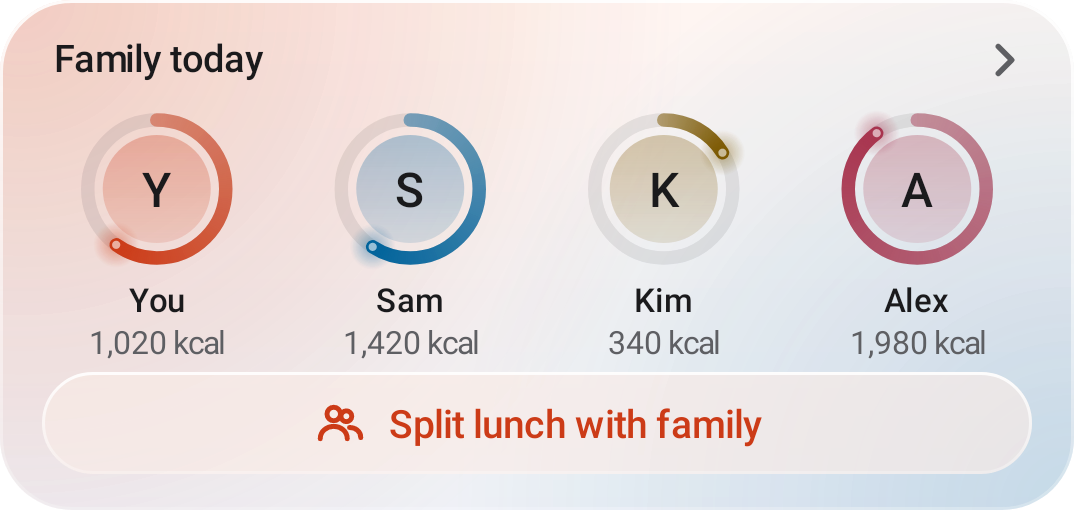 Family today
Y
S
K
A
You
Sam
Kim
Alex
1,020 kcal
1,420 kcal
340 kcal
1,980 kcal
Split lunch with family